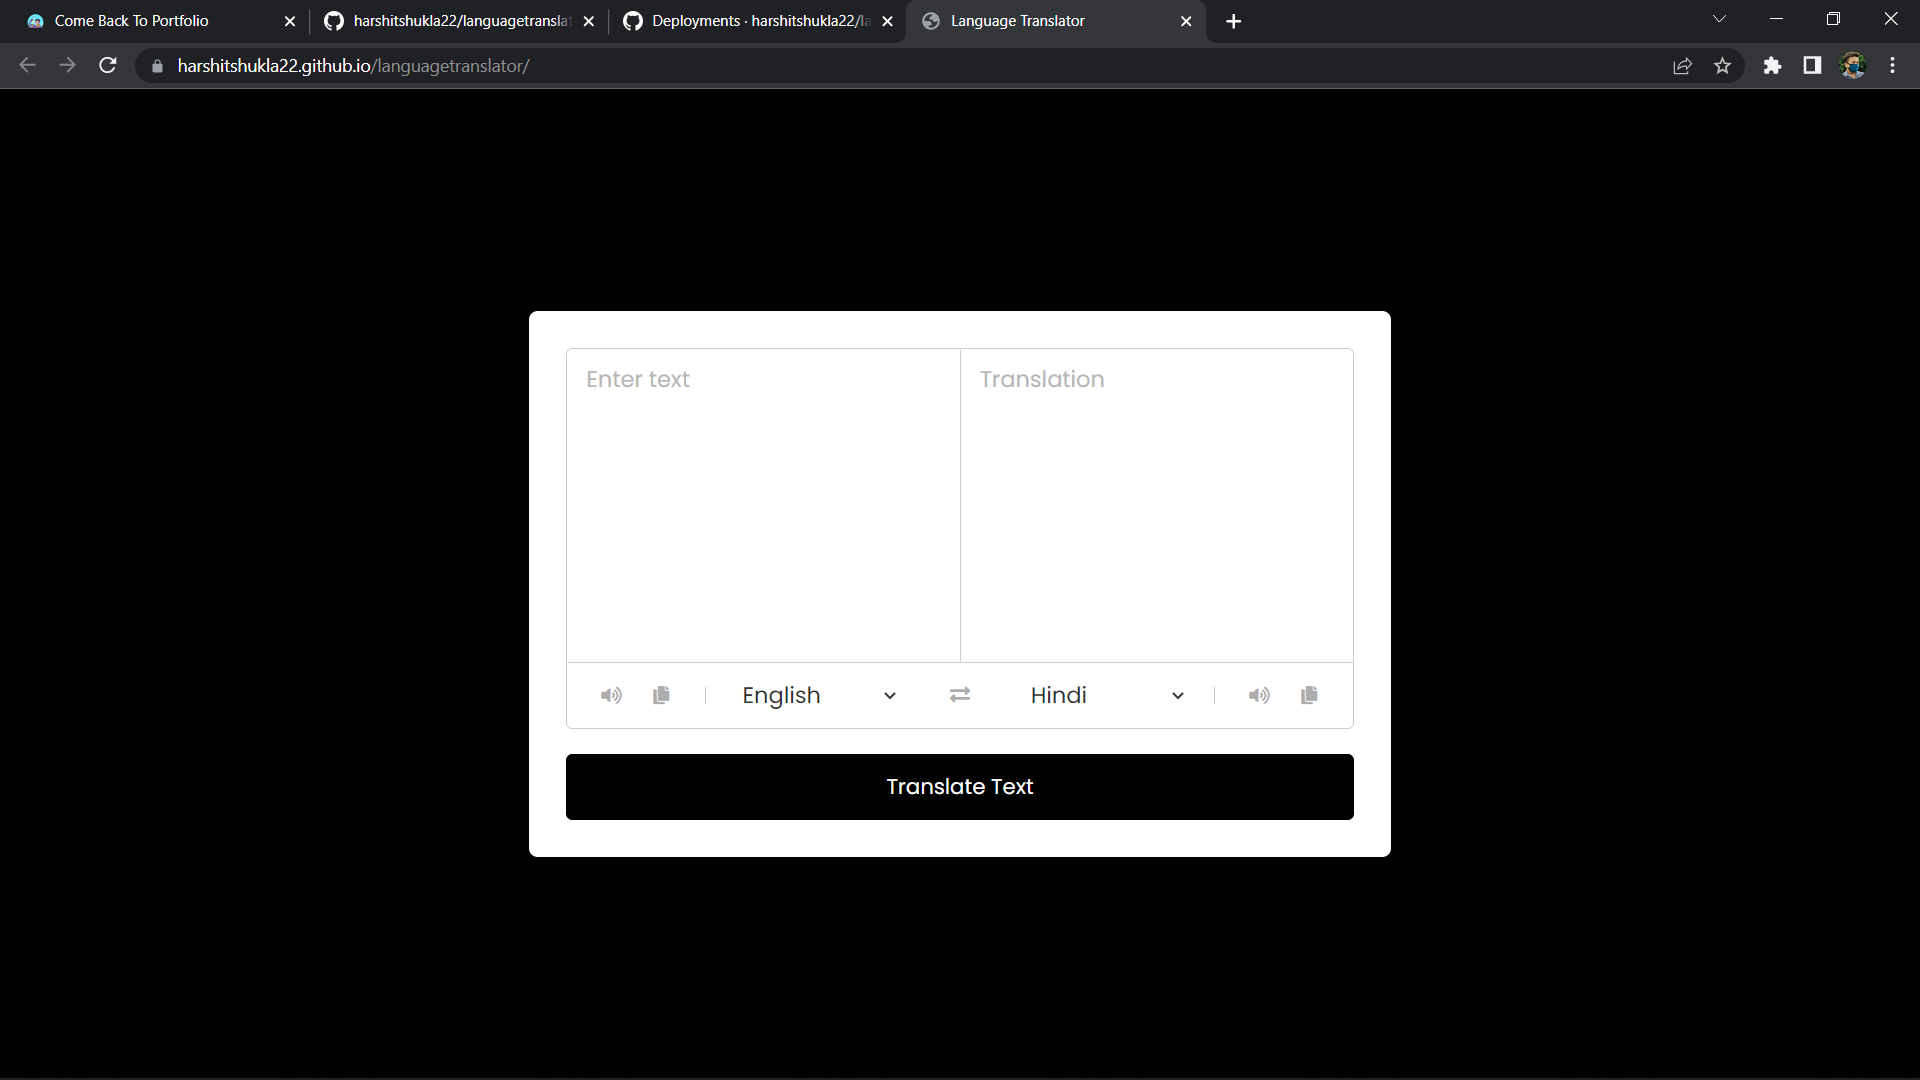 Come Back To Portfolio
harshitshukla22/languagetranslat
Deployments · harshitshukla22/la
Language Translator
harshitshukla22.github.io/languagetranslator/
Enter text
Translation
English
Hindi
Translate Text